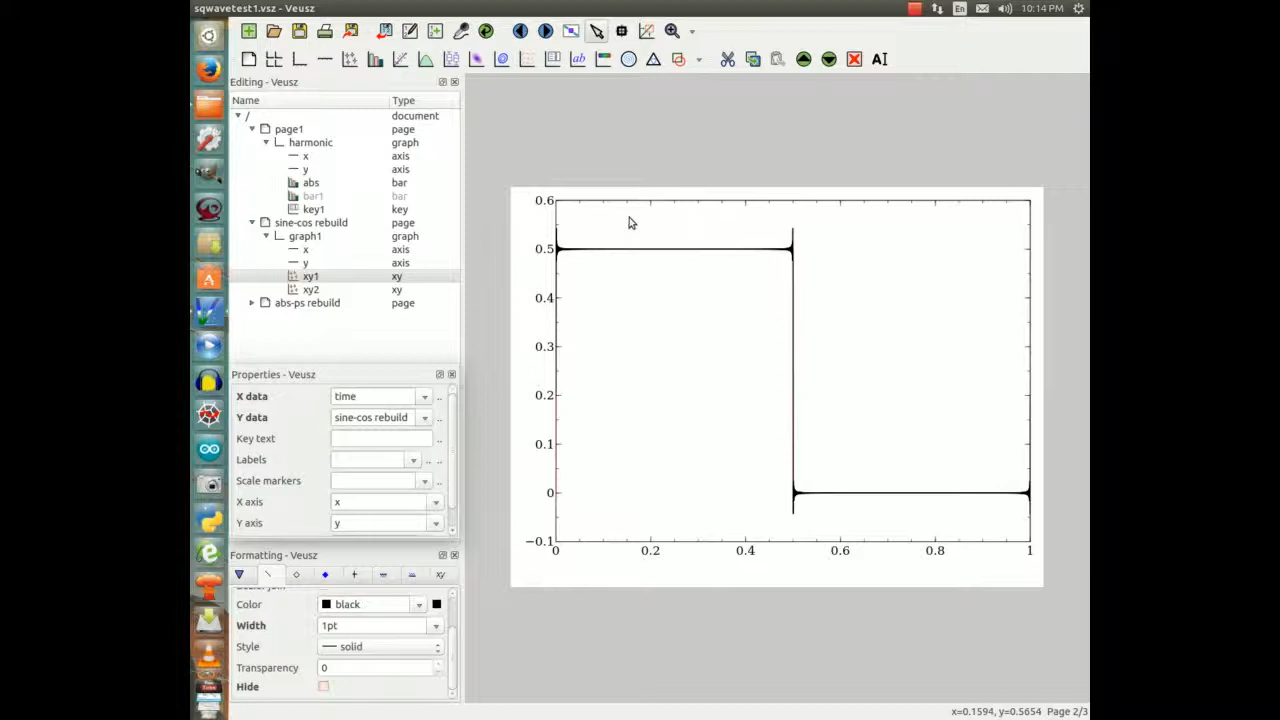 sqwavetest1.vsz - Veusz
En
10:14 PM
ab
AI
Editing - Veusz
Name Type
/ document
page1 page
harmonic graph
x axis
y axis
abs bar
bar1 bar
key1 key
sine-cos rebuild page
graph1 graph
x axis
y axis
xy1 xy
xy2 xy
abs-ps rebuild page
Properties - Veusz
X data time ..
Y data sine-cos rebuild ..
Key text ..
Labels .. ..
Scale markers ..
X axis x
Y axis y
Formatting - Veusz
xy
Color black
Width 1pt
Style solid
Transparency 0
Hide
0.6
0.5
0.4
0.3
0.2
0.1
0
−0.1
0 0.2 0.4 0.6 0.8 1
x=0.1594, y=0.5654 Page 2/3